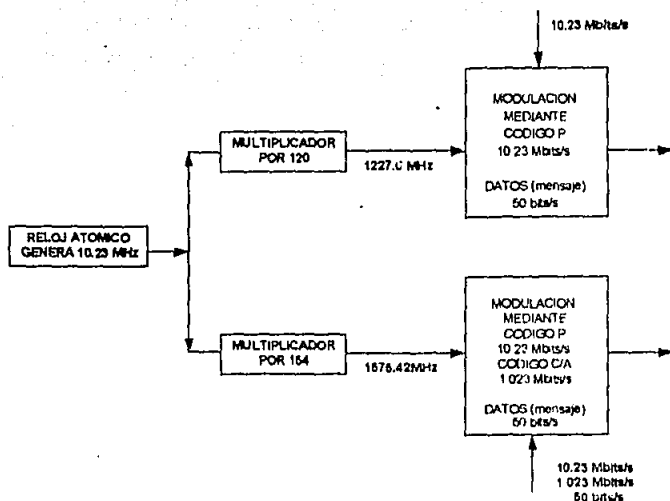 10.23 Mbits/s
MODULACION
MEDIANTE
CODIGO P
10 23 Mbits/s
DATOS (mensaje)
50 bits/s
MULTIPLICADOR
POR 120
1227.6 MHz
RELOJ ATOMICO
GENERA 10.23 MHz
MULTIPLICADOR
POR 154
1575.42MHz
MODULACION
MEDIANTE
CODIGO P
10 23 Mbits/s
CODIGO C/A
1 023 Mbits/s
DATOS (mensaje)
50 bits/s
10.23 Mbits/s
1 023 Mbits/s
50 bits/s